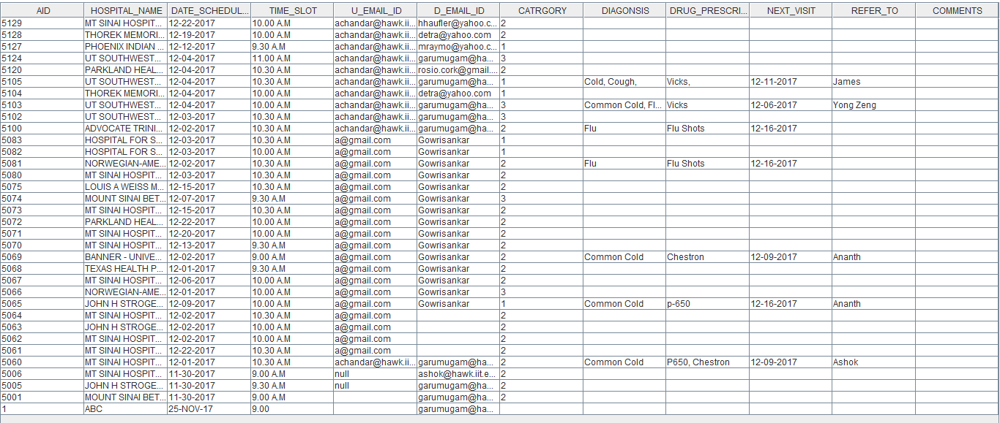 AID HOSPITAL_NAME DATE_SCHEDUL... TIME_SLOT U_EMAIL_ID D_EMAIL_ID CATRGORY DIAGONSIS DRUG_PRESCRI... NEXT_VISIT REFER_TO COMMENTS
5129 MT SINAI HOSPIT... 12-22-2017 10.00 A.M achandar@hawk.ii... hhaufler@yahoo.c... 2
5128 THOREK MEMORI... 12-19-2017 10.00 A.M achandar@hawk.ii... detra@yahoo.com 2
5127 PHOENIX INDIAN ... 12-12-2017 9.30 A.M achandar@hawk.ii... mraymo@yahoo.c... 1
5124 UT SOUTHWEST... 12-04-2017 11.00 A.M achandar@hawk.ii... garumugam@ha... 3
5120 PARKLAND HEAL... 12-04-2017 10.30 A.M achandar@hawk.ii... rosio.cork@gmail.... 2
5105 UT SOUTHWEST... 12-04-2017 10.30 A.M achandar@hawk.ii... garumugam@ha... 1 Cold, Cough, Vicks, 12-11-2017 James
5104 THOREK MEMORI... 12-04-2017 10.00 A.M achandar@hawk.ii... detra@yahoo.com 1
5103 UT SOUTHWEST... 12-04-2017 10.00 A.M achandar@hawk.ii... garumugam@ha... 3 Common Cold, Fl... Vicks 12-06-2017 Yong Zeng
5102 UT SOUTHWEST... 12-03-2017 10.30 A.M achandar@hawk.ii... garumugam@ha... 3
5100 ADVOCATE TRINI... 12-02-2017 10.30 A.M achandar@hawk.ii... garumugam@ha... 2 Flu Flu Shots 12-16-2017
5083 HOSPITAL FOR S... 12-03-2017 10.30 A.M a@gmail.com Gowrisankar 1
5082 HOSPITAL FOR S... 12-03-2017 10.00 A.M a@gmail.com Gowrisankar 1
5081 NORWEGIAN-AME... 12-02-2017 10.30 A.M a@gmail.com Gowrisankar 2 Flu Flu Shots 12-16-2017
5080 MT SINAI HOSPIT... 12-03-2017 10.30 A.M a@gmail.com Gowrisankar 2
5075 LOUIS A WEISS M... 12-15-2017 10.30 A.M a@gmail.com Gowrisankar 2
5074 MOUNT SINAI BET... 12-07-2017 9.30 A.M a@gmail.com Gowrisankar 3
5073 MT SINAI HOSPIT... 12-15-2017 10.30 A.M a@gmail.com Gowrisankar 2
5072 PARKLAND HEAL... 12-22-2017 10.00 A.M a@gmail.com Gowrisankar 2
5071 MT SINAI HOSPIT... 12-20-2017 10.00 A.M a@gmail.com Gowrisankar 2
5070 MT SINAI HOSPIT... 12-13-2017 9.30 A.M a@gmail.com Gowrisankar 2
5069 BANNER - UNIVE... 12-02-2017 9.00 A.M a@gmail.com Gowrisankar 2 Common Cold Chestron 12-09-2017 Ananth
5068 TEXAS HEALTH P... 12-01-2017 9.30 A.M a@gmail.com Gowrisankar 2
5067 MT SINAI HOSPIT... 12-06-2017 10.00 A.M a@gmail.com Gowrisankar 2
5066 NORWEGIAN-AME... 12-01-2017 10.00 A.M a@gmail.com Gowrisankar 3
5065 JOHN H STROGE... 12-09-2017 10.00 A.M a@gmail.com Gowrisankar 1 Common Cold p-650 12-16-2017 Ananth
5064 MT SINAI HOSPIT... 12-02-2017 10.30 A.M a@gmail.com 2
5063 JOHN H STROGE... 12-02-2017 10.00 A.M a@gmail.com 2
5062 MT SINAI HOSPIT... 12-02-2017 10.00 A.M a@gmail.com 2
5061 MT SINAI HOSPIT... 12-22-2017 10.30 A.M a@gmail.com 2
5060 MT SINAI HOSPIT... 12-01-2017 10.30 A.M achandar@hawk.ii... garumugam@ha... 2 Common Cold P650, Chestron 12-09-2017 Ashok
5006 MT SINAI HOSPIT... 11-30-2017 9.00 A.M null ashok@hawk.iit.e... 2
5005 JOHN H STROGE... 11-30-2017 9.30 A.M null garumugam@ha... 2
5001 MOUNT SINAI BET... 11-30-2017 9.00 A.M garumugam@ha... 2
1 ABC 25-NOV-17 9.00 garumugam@ha...